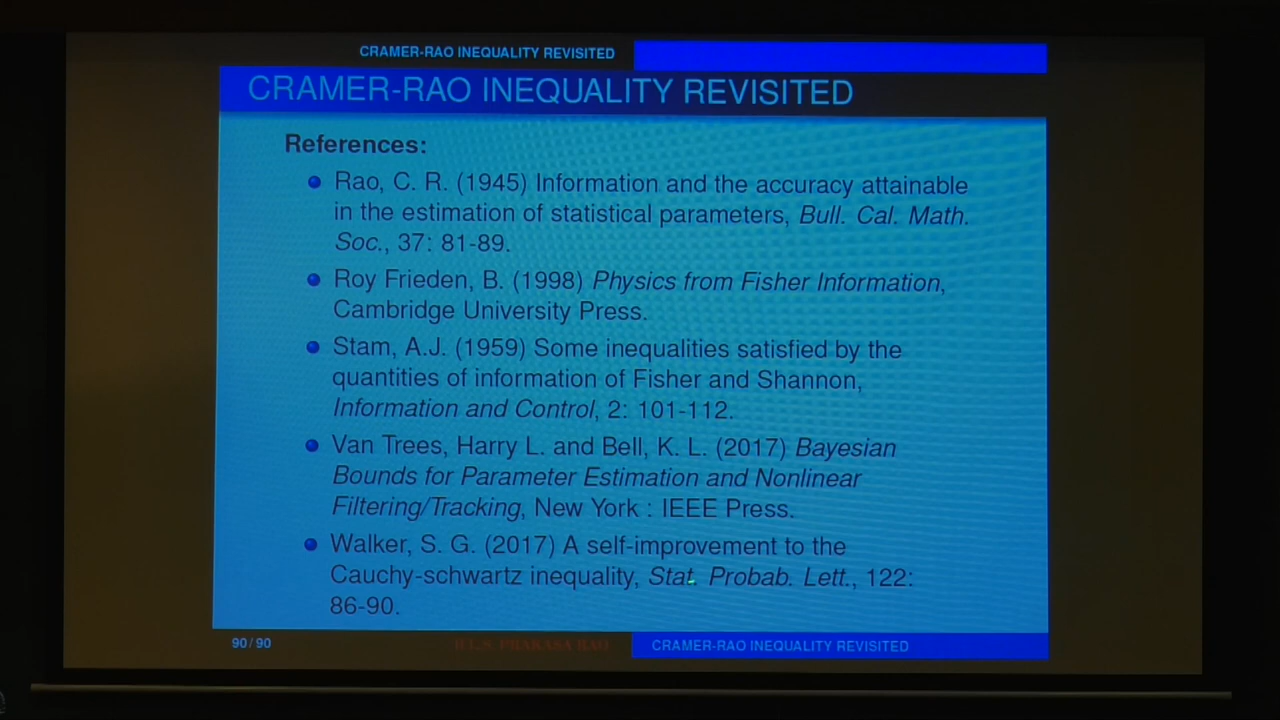 CRAMER-RAO INEQUALITY REVISITED
CRAMER-RAO INEQUALITY REVISITED
References:
Rao, C. R. (1945) Information and the accuracy attainable
in the estimation of statistical parameters, Bull. Cal. Math.
Soc., 37: 81-89.
Roy Frieden, B. (1998) Physics from Fisher Information,
Cambridge University Press.
Stam, A.J. (1959) Some inequalities satisfied by the
quantities of information of Fisher and Shannon,
Information and Control, 2: 101-112.
Van Trees, Harry L. and Bell, K. L. (2017) Bayesian
Bounds for Parameter Estimation and Nonlinear
Filtering/Tracking, New York : IEEE Press.
Walker, S. G. (2017) A self-improvement to the
Cauchy-schwartz inequality, Stat. Probab. Lett., 122:
86-90.
90/90 B.L.S. PRAKASA RAO CRAMER-RAO INEQUALITY REVISITED